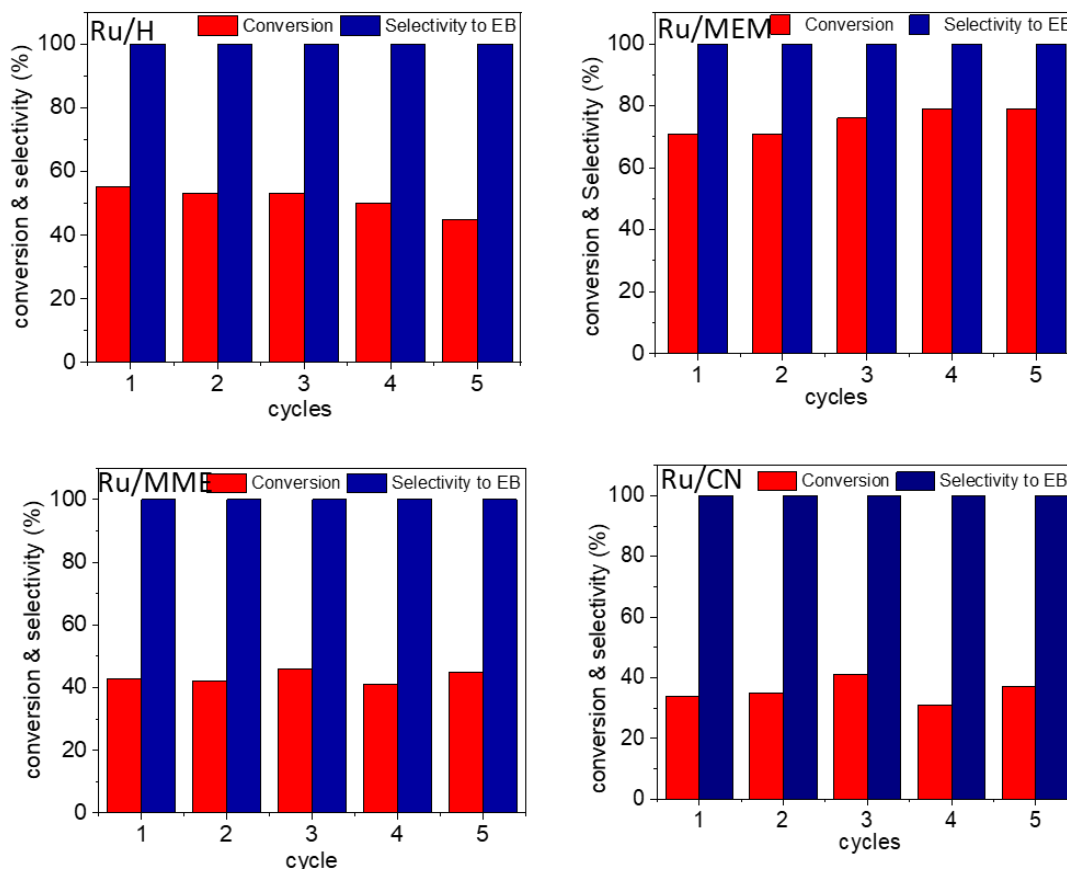 Ru/H
Conversion Selectivity to EB
conversion & selectivity (%)
100
80
60
40
20
0
1 2 3 4 5
cycles
Ru/MEM
Conversion Selectivity to EB
conversion & Selectivity (%)
100
80
60
40
20
0
1 2 3 4 5
cycles
Ru/MME
Conversion Selectivity to EB
conversion & selectivity (%)
100
80
60
40
20
0
1 2 3 4 5
cycle
Ru/CN
Conversion Selectivity to EB
conversion & selectivity (%)
100
80
60
40
20
0
1 2 3 4 5
cycles